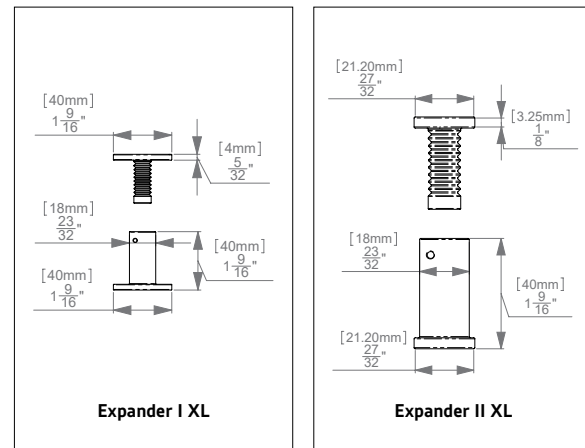 [40mm]
1 9/16"
[4mm]
5/32"
[18mm]
23/32"
[40mm]
1 9/16"
[40mm]
1 9/16"
Expander I XL
[21.20mm]
27/32"
[3.25mm]
1/8"
[18mm]
23/32"
[40mm]
1 9/16"
[21.20mm]
27/32"
Expander II XL